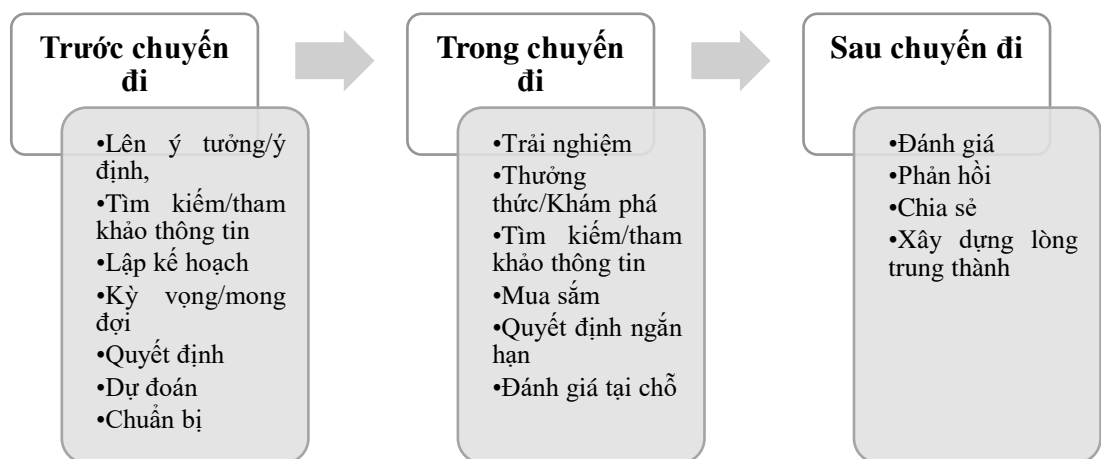 Trước chuyến
đi
•Lên ý tưởng/ý
định,
•Tìm kiếm/tham
khảo thông tin
•Lập kế hoạch
•Kỳ vọng/mong
đợi
•Quyết định
•Dự đoán
•Chuẩn bị
Trong chuyến
đi
•Trải nghiệm
•Thưởng
thức/Khám phá
•Tìm kiếm/tham
khảo thông tin
•Mua sắm
•Quyết định ngắn
hạn
•Đánh giá tại chỗ
Sau chuyến đi
•Đánh giá
•Phản hồi
•Chia sẻ
•Xây dựng lòng
trung thành